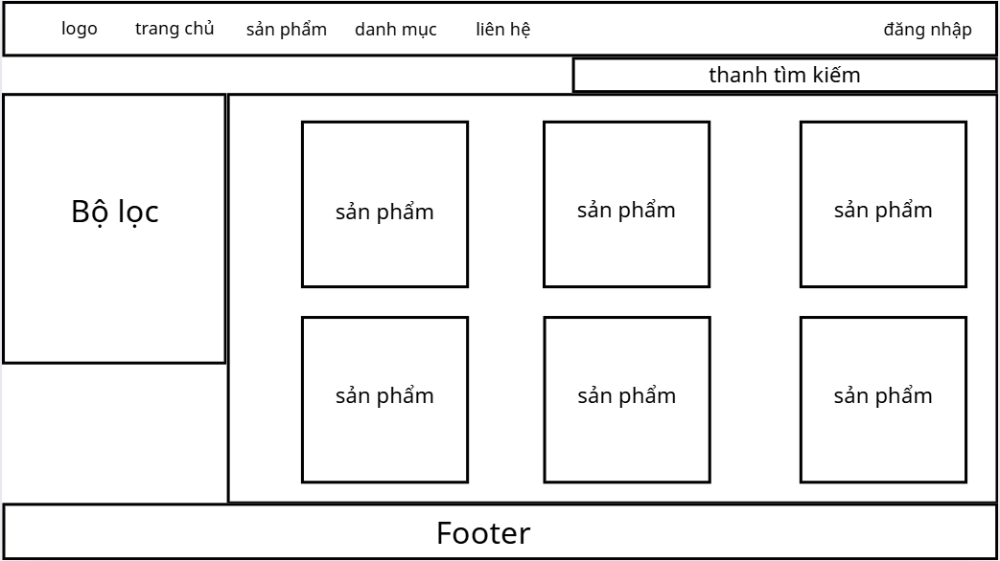 logo trang chủ sản phẩm danh mục liên hệ đăng nhập
thanh tìm kiếm
Bộ lọc
sản phẩm sản phẩm sản phẩm
sản phẩm sản phẩm sản phẩm
Footer